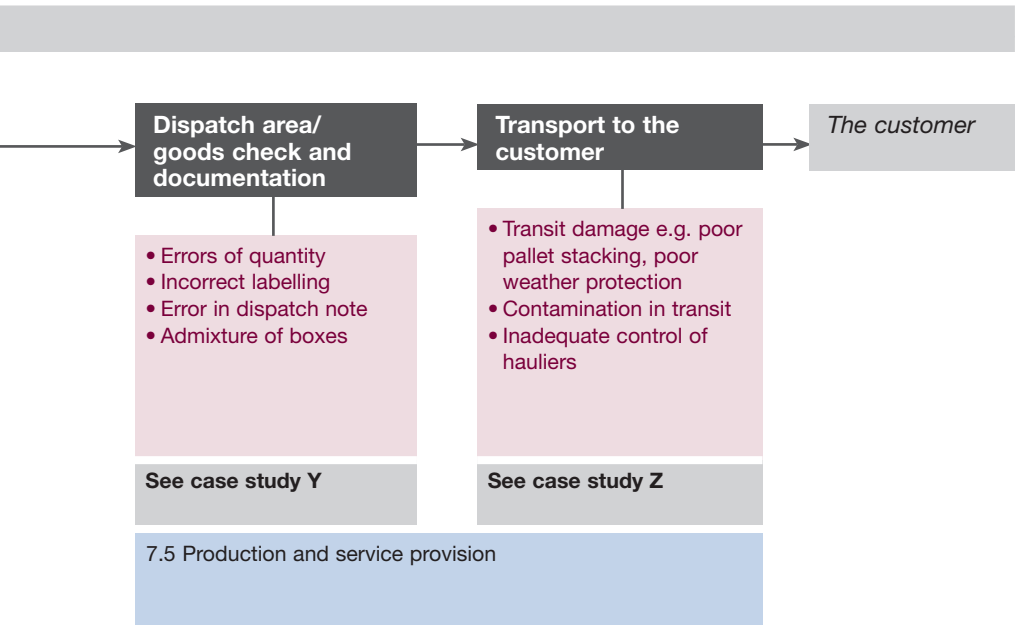 Dispatch area/
goods check and
documentation
• Errors of quantity
• Incorrect labelling
• Error in dispatch note
• Admixture of boxes
See case study Y
Transport to the
customer
• Transit damage e.g. poor
pallet stacking, poor
weather protection
• Contamination in transit
• Inadequate control of
hauliers
See case study Z
The customer
7.5 Production and service provision